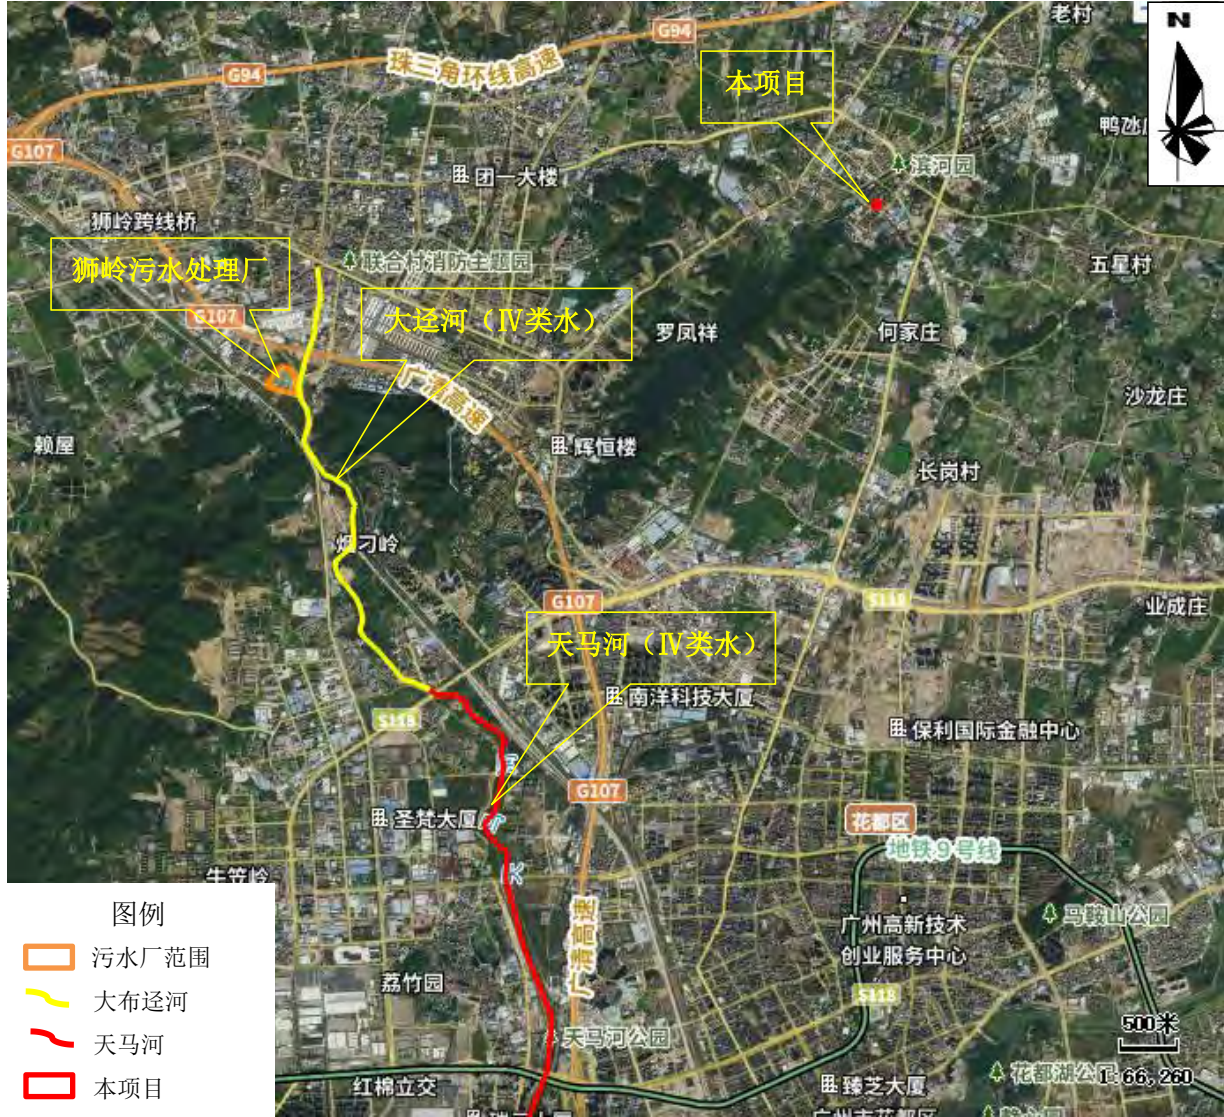 老村
N
G94
珠三角环线高速
G94
本项目
G107
团一大楼
滨河园
狮岭跨线桥
联合村消防主题园
狮岭污水处理厂
五星村
G107
大迳河（Ⅳ类水）
罗凤祥
何家庄
广清高速
沙龙庄
赖屋
辉恒楼
长岗村
炮刁岭
G107
S118
业成庄
天马河（Ⅳ类水）
南洋科技大厦
S118
保利国际金融中心
河
G107
圣梵大厦
马
花都区
地铁9号线
天
牛笠岭
广清高速
广州高新技术
创业服务中心
马鞍山公园
荔竹园
S118
500米
天马河公园
红棉立交
臻芝大厦
花都湖公
1:66,260
图例
污水厂范围
大布迳河
天马河
本项目